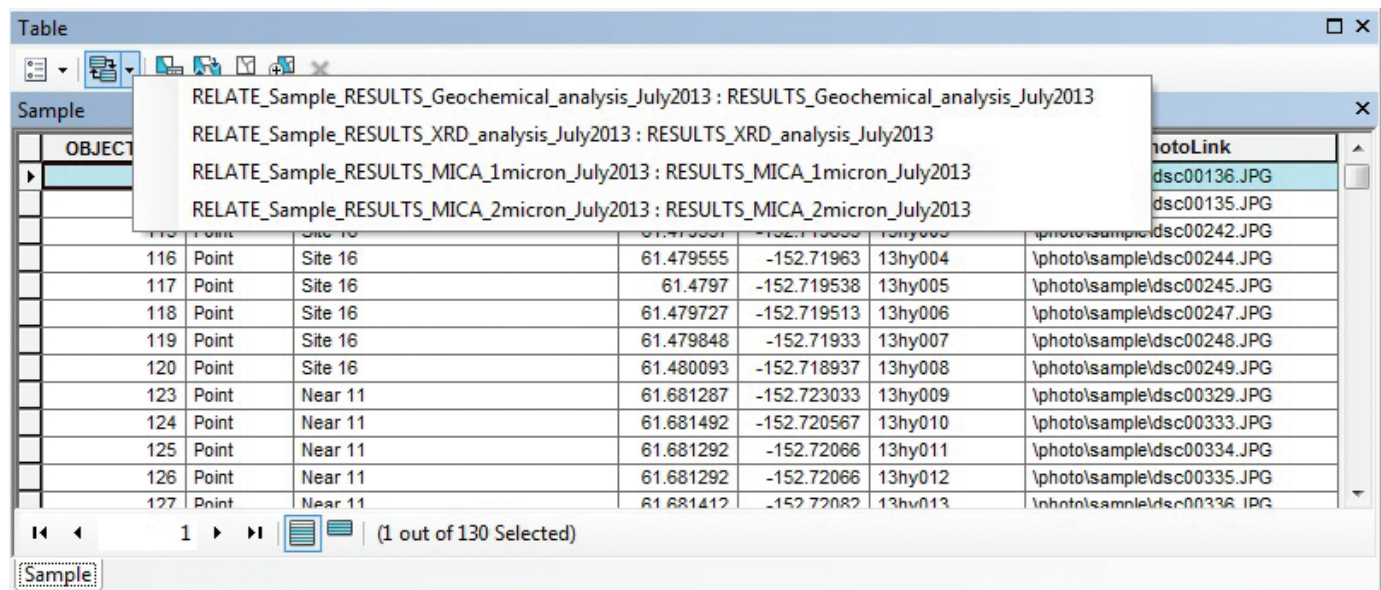 Table
RELATE_Sample_RESULTS_Geochemical_analysis_July2013 : RESULTS_Geochemical_analysis_July2013
RELATE_Sample_RESULTS_XRD_analysis_July2013 : RESULTS_XRD_analysis_July2013
RELATE_Sample_RESULTS_MICA_1micron_July2013 : RESULTS_MICA_1micron_July2013
RELATE_Sample_RESULTS_MICA_2micron_July2013 : RESULTS_MICA_2micron_July2013
Sample
OBJECT hotoLink
dsc00136.JPG
dsc00135.JPG
\photo\sample\dsc00242.JPG
116 Point Site 16 61.479555 -152.71963 13hy004 \photo\sample\dsc00244.JPG
117 Point Site 16 61.4797 -152.719538 13hy005 \photo\sample\dsc00245.JPG
118 Point Site 16 61.479727 -152.719513 13hy006 \photo\sample\dsc00247.JPG
119 Point Site 16 61.479848 -152.71933 13hy007 \photo\sample\dsc00248.JPG
120 Point Site 16 61.480093 -152.718937 13hy008 \photo\sample\dsc00249.JPG
123 Point Near 11 61.681287 -152.723033 13hy009 \photo\sample\dsc00329.JPG
124 Point Near 11 61.681492 -152.720567 13hy010 \photo\sample\dsc00333.JPG
125 Point Near 11 61.681292 -152.72066 13hy011 \photo\sample\dsc00334.JPG
126 Point Near 11 61.681292 -152.72066 13hy012 \photo\sample\dsc00335.JPG
127 Point Near 11 61.681412 -152.72082 13hy013 \photo\sample\dsc00336.JPG
1 (1 out of 130 Selected)
Sample